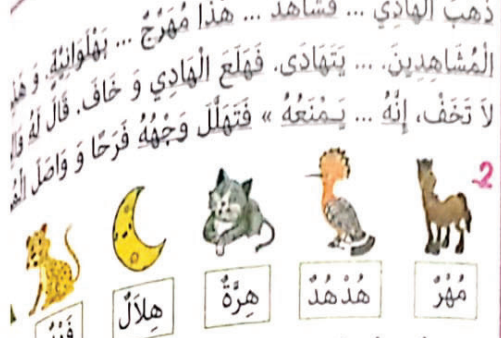 ذَهَبَ الْهَادِي ... فَشَاهَدَ ... هَذَا مُهَرِّجٌ ... بَهْلَوَانِيَّةٍ. وَ
الْمُشَاهِدِينَ. ... يَتَهَادَى. فَهَلَعَ الْهَادِي وَ خَافَ. قَالَ لَهُ
لَا تَخَفْ، إِنَّهُ ... يَمْنَعُهُ » فَتَهَلَّلَ وَجْهُهُ فَرَحًا وَ وَاصَلَ
2
مُهْرٌ
هُدْهُدٌ
هِرَّةٌ
هِلَالٌ